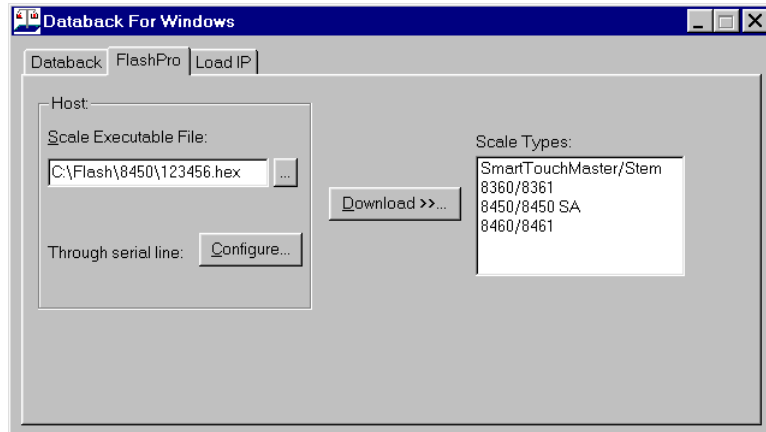 Databack For Windows
Databack FlashPro Load IP
Host:
Scale Executable File:
C:\Flash\8450\123456.hex ...
Through serial line: Configure...
Download >>...
Scale Types:
SmartTouchMaster/Stem
8360/8361
8450/8450 SA
8460/8461